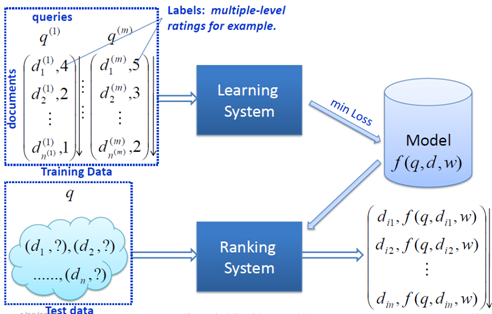 queries
Labels: multiple-level
ratings for example.
q^(1) q^(m)
documents
d_1^(1),4 d_1^(m),5
d_2^(1),2 d_2^(m),3
⋮ ⋮ ⋮ ⋮
d_{n^(1)}^(1),1 d_{n^(m)}^(m),2
Training Data
Learning
System
min Loss
Model
f(q,d,w)
q
(d_1,?),(d_2,?)
......,(d_n,?)
Test data
Ranking
System
d_{i1}, f(q,d_{i1},w)
d_{i2}, f(q,d_{i2},w)
⋮
d_{in}, f(q,d_{in},w)